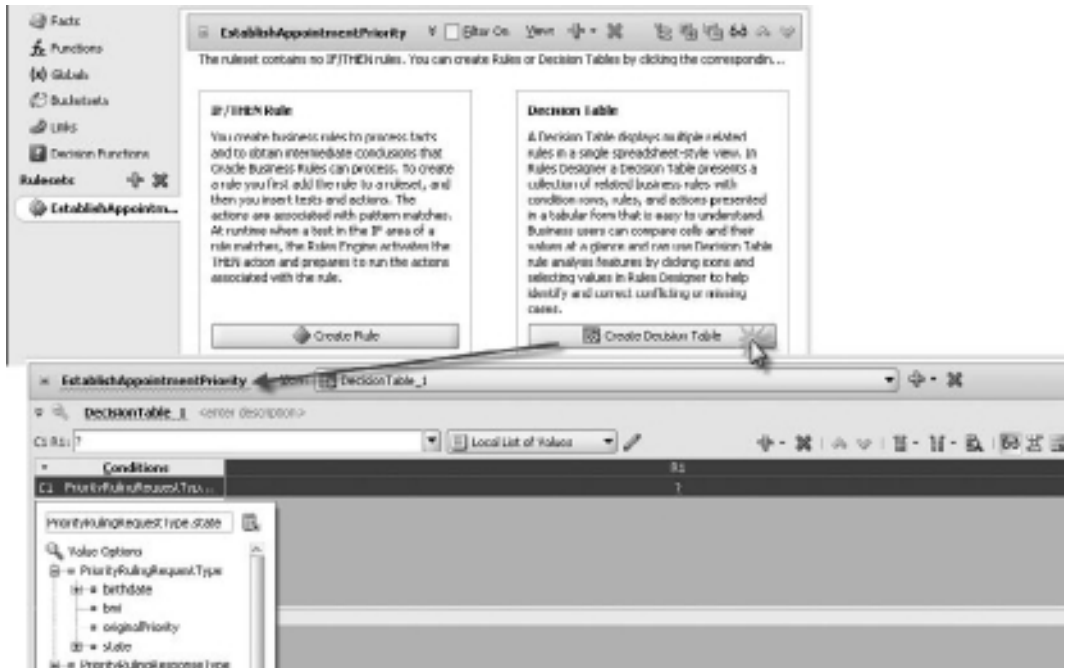 Facts
Functions
Globals
Bucketsets
Links
Decision Functions
Rulesets
EstablishAppointm...
EstablishAppointmentPriority Filter On View:
The ruleset contains no IF/THEN rules. You can create Rules or Decision Tables by clicking the correspondin...
IF/THEN Rule
You create business rules to process facts
and to obtain intermediate conclusions that
Oracle Business Rules can process. To create
a rule you first add the rule to a ruleset, and
then you insert tests and actions. The
actions are associated with pattern matches.
At runtime when a test in the IF area of a
rule matches, the Rules Engine activates the
THEN action and prepares to run the actions
associated with the rule.
Create Rule
Decision Table
A Decision Table displays multiple related
rules in a single spreadsheet-style view. In
Rules Designer a Decision Table presents a
collection of related business rules with
condition rows, rules, and actions presented
in a tabular form that is easy to understand.
Business users can compare cells and their
values at a glance and can use Decision Table
rule analysis features by clicking icons and
selecting values in Rules Designer to help
identify and correct conflicting or missing
cases.
Create Decision Table
EstablishAppointmentPriority View: DecisionTable_1
DecisionTable_1 <enter description>
C1 R1: ? Local List of Values
Conditions R1
C1 PriorityRulingRequestTyp... ?
PriorityRulingRequestType.state
Value Options
PriorityRulingRequestType
birthdate
bmi
originalPriority
state
PriorityRulingResponseType